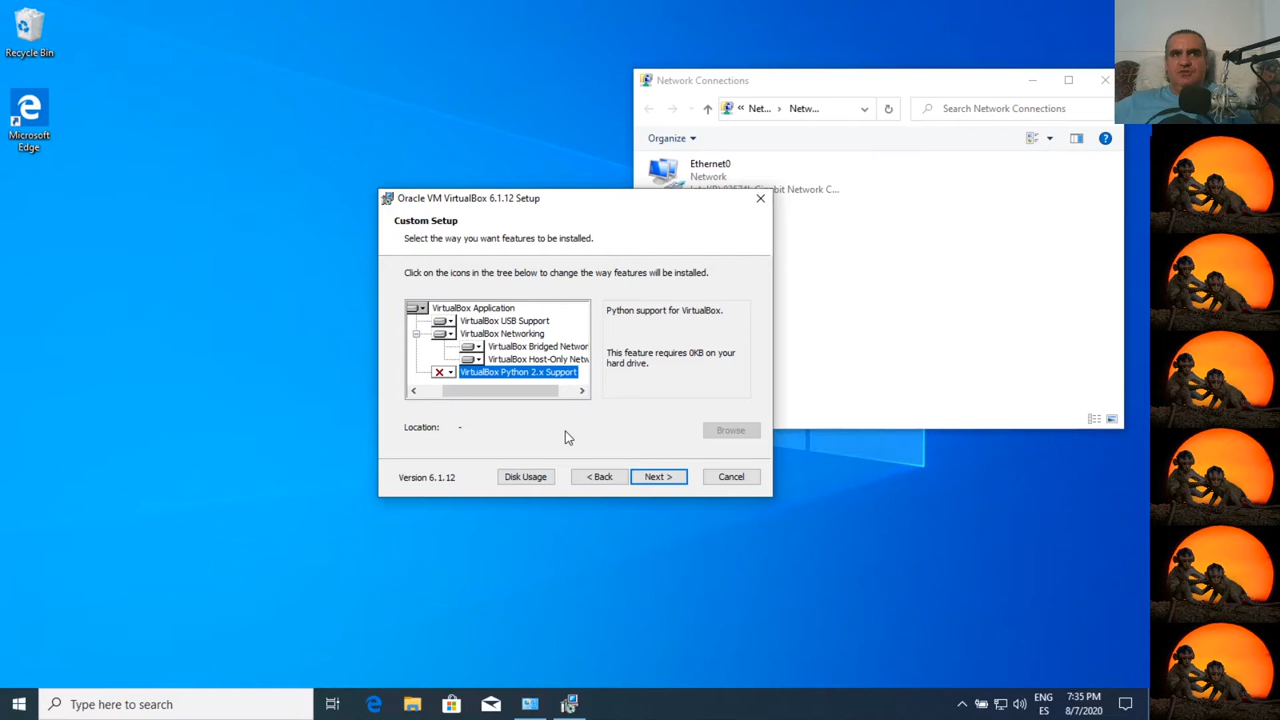 Recycle Bin
Microsoft
Edge
Network Connections
« Net... › Netw...
Search Network Connections
Organize
Ethernet0
Network
Gigabit Network C...
Oracle VM VirtualBox 6.1.12 Setup
Custom Setup
Select the way you want features to be installed.
Click on the icons in the tree below to change the way features will be installed.
VirtualBox Application
VirtualBox USB Support
VirtualBox Networking
VirtualBox Bridged Networ
VirtualBox Host-Only Netw
VirtualBox Python 2.x Support
Python support for VirtualBox.
This feature requires 0KB on your
hard drive.
Location: -
Browse
Version 6.1.12
Disk Usage
< Back
Next >
Cancel
Type here to search
ENG
ES
7:35 PM
8/7/2020